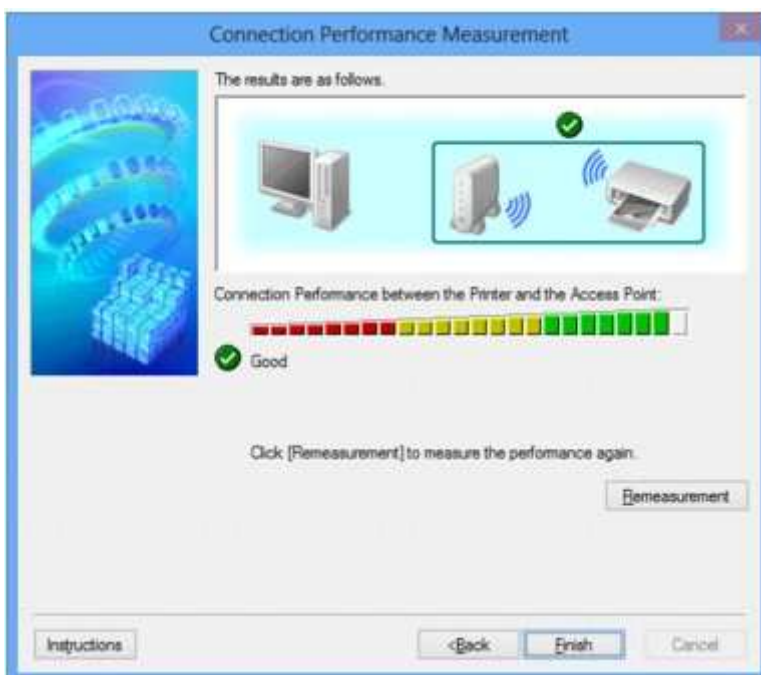 Connection Performance Measurement
The results are as follows.
Connection Performance between the Printer and the Access Point:
Good
Click [Remeasurement] to measure the performance again.
Remeasurement
Instructions
<Back
Finish
Cancel